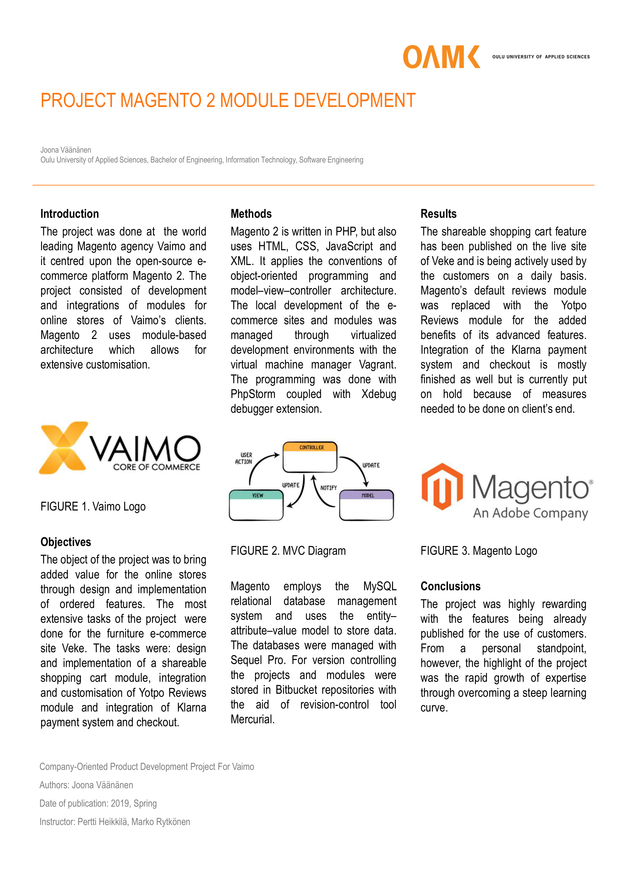 OAMK
OULU UNIVERSITY OF APPLIED SCIENCES
PROJECT MAGENTO 2 MODULE DEVELOPMENT
Joona Väänänen
Oulu University of Applied Sciences, Bachelor of Engineering, Information Technology, Software Engineering
Introduction
The project was done at the world
leading Magento agency Vaimo and
it centred upon the open-source e-
commerce platform Magento 2. The
project consisted of development
and integrations of modules for
online stores of Vaimo's clients.
Magento 2 uses module-based
architecture which allows for
extensive customisation.
VAIMO
CORE OF COMMERCE
FIGURE 1. Vaimo Logo
Objectives
The object of the project was to bring
added value for the online stores
through design and implementation
of ordered features. The most
extensive tasks of the project were
done for the furniture e-commerce
site Veke. The tasks were: design
and implementation of a shareable
shopping cart module, integration
and customisation of Yotpo Reviews
module and integration of Klarna
payment system and checkout.
Methods
Magento 2 is written in PHP, but also
uses HTML, CSS, JavaScript and
XML. It applies the conventions of
object-oriented programming and
model–view–controller architecture.
The local development of the e-
commerce sites and modules was
managed through virtualized
development environments with the
virtual machine manager Vagrant.
The programming was done with
PhpStorm coupled with Xdebug
debugger extension.
CONTROLLER
USER
ACTION
UPDATE
UPDATE
NOTIFY
VIEW
MODEL
FIGURE 2. MVC Diagram
Magento employs the MySQL
relational database management
system and uses the entity–
attribute–value model to store data.
The databases were managed with
Sequel Pro. For version controlling
the projects and modules were
stored in Bitbucket repositories with
the aid of revision-control tool
Mercurial.
Results
The shareable shopping cart feature
has been published on the live site
of Veke and is being actively used by
the customers on a daily basis.
Magento's default reviews module
was replaced with the Yotpo
Reviews module for the added
benefits of its advanced features.
Integration of the Klarna payment
system and checkout is mostly
finished as well but is currently put
on hold because of measures
needed to be done on client's end.
Magento®
An Adobe Company
FIGURE 3. Magento Logo
Conclusions
The project was highly rewarding
with the features being already
published for the use of customers.
From a personal standpoint,
however, the highlight of the project
was the rapid growth of expertise
through overcoming a steep learning
curve.
Company-Oriented Product Development Project For Vaimo
Authors: Joona Väänänen
Date of publication: 2019, Spring
Instructor: Pertti Heikkilä, Marko Rytkönen